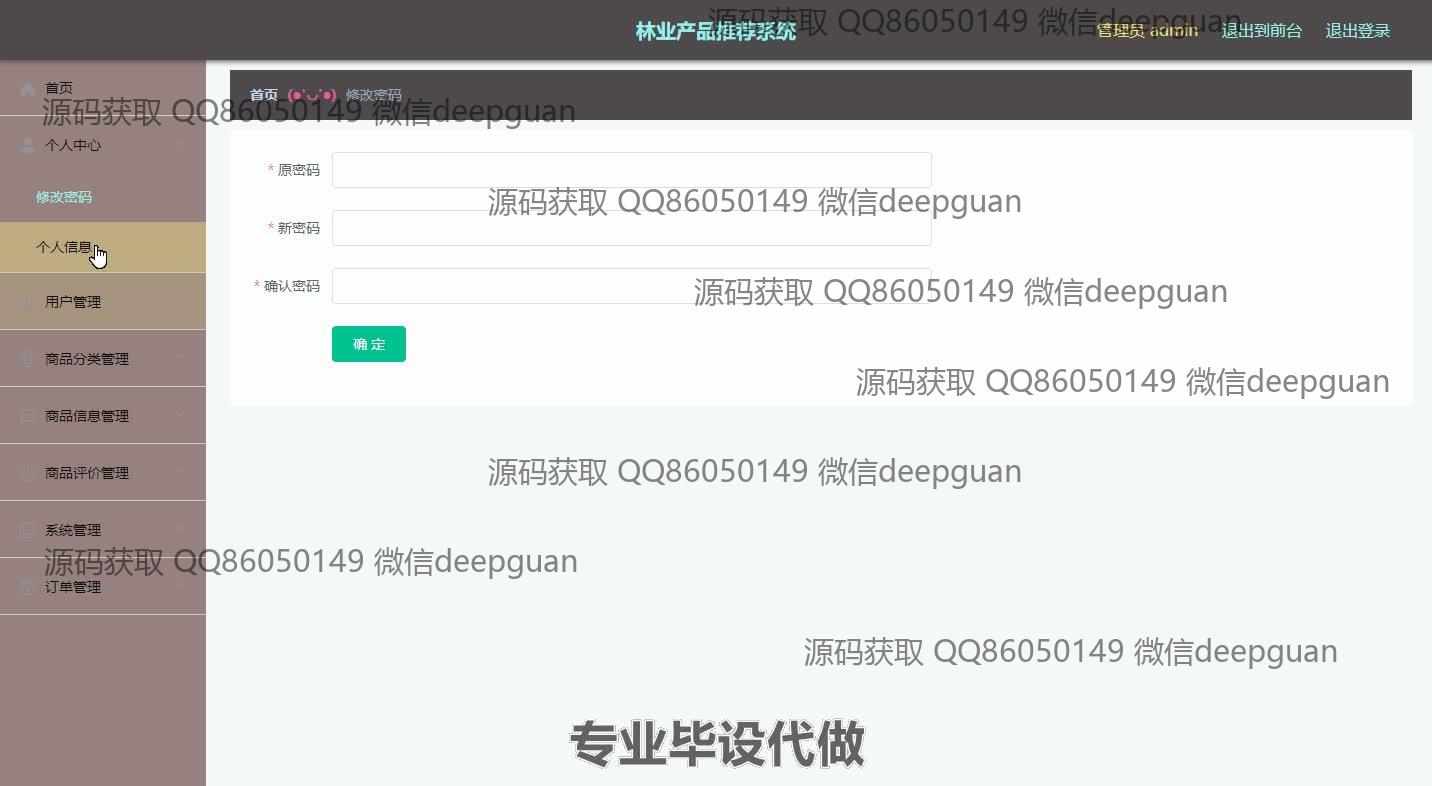 源码获取 QQ86050149 微信deepguan
林业产品推荐系统
管理员 admin 退出到前台 退出登录
首页
首页 (●'◡'●) 修改密码
源码获取 QQ86050149 微信deepguan
个人中心
* 原密码
修改密码
源码获取 QQ86050149 微信deepguan
* 新密码
个人信息
* 确认密码
源码获取 QQ86050149 微信deepguan
用户管理
确 定
商品分类管理
源码获取 QQ86050149 微信deepguan
商品信息管理
商品评价管理
源码获取 QQ86050149 微信deepguan
系统管理
源码获取 QQ86050149 微信deepguan
订单管理
源码获取 QQ86050149 微信deepguan
专业毕设代做